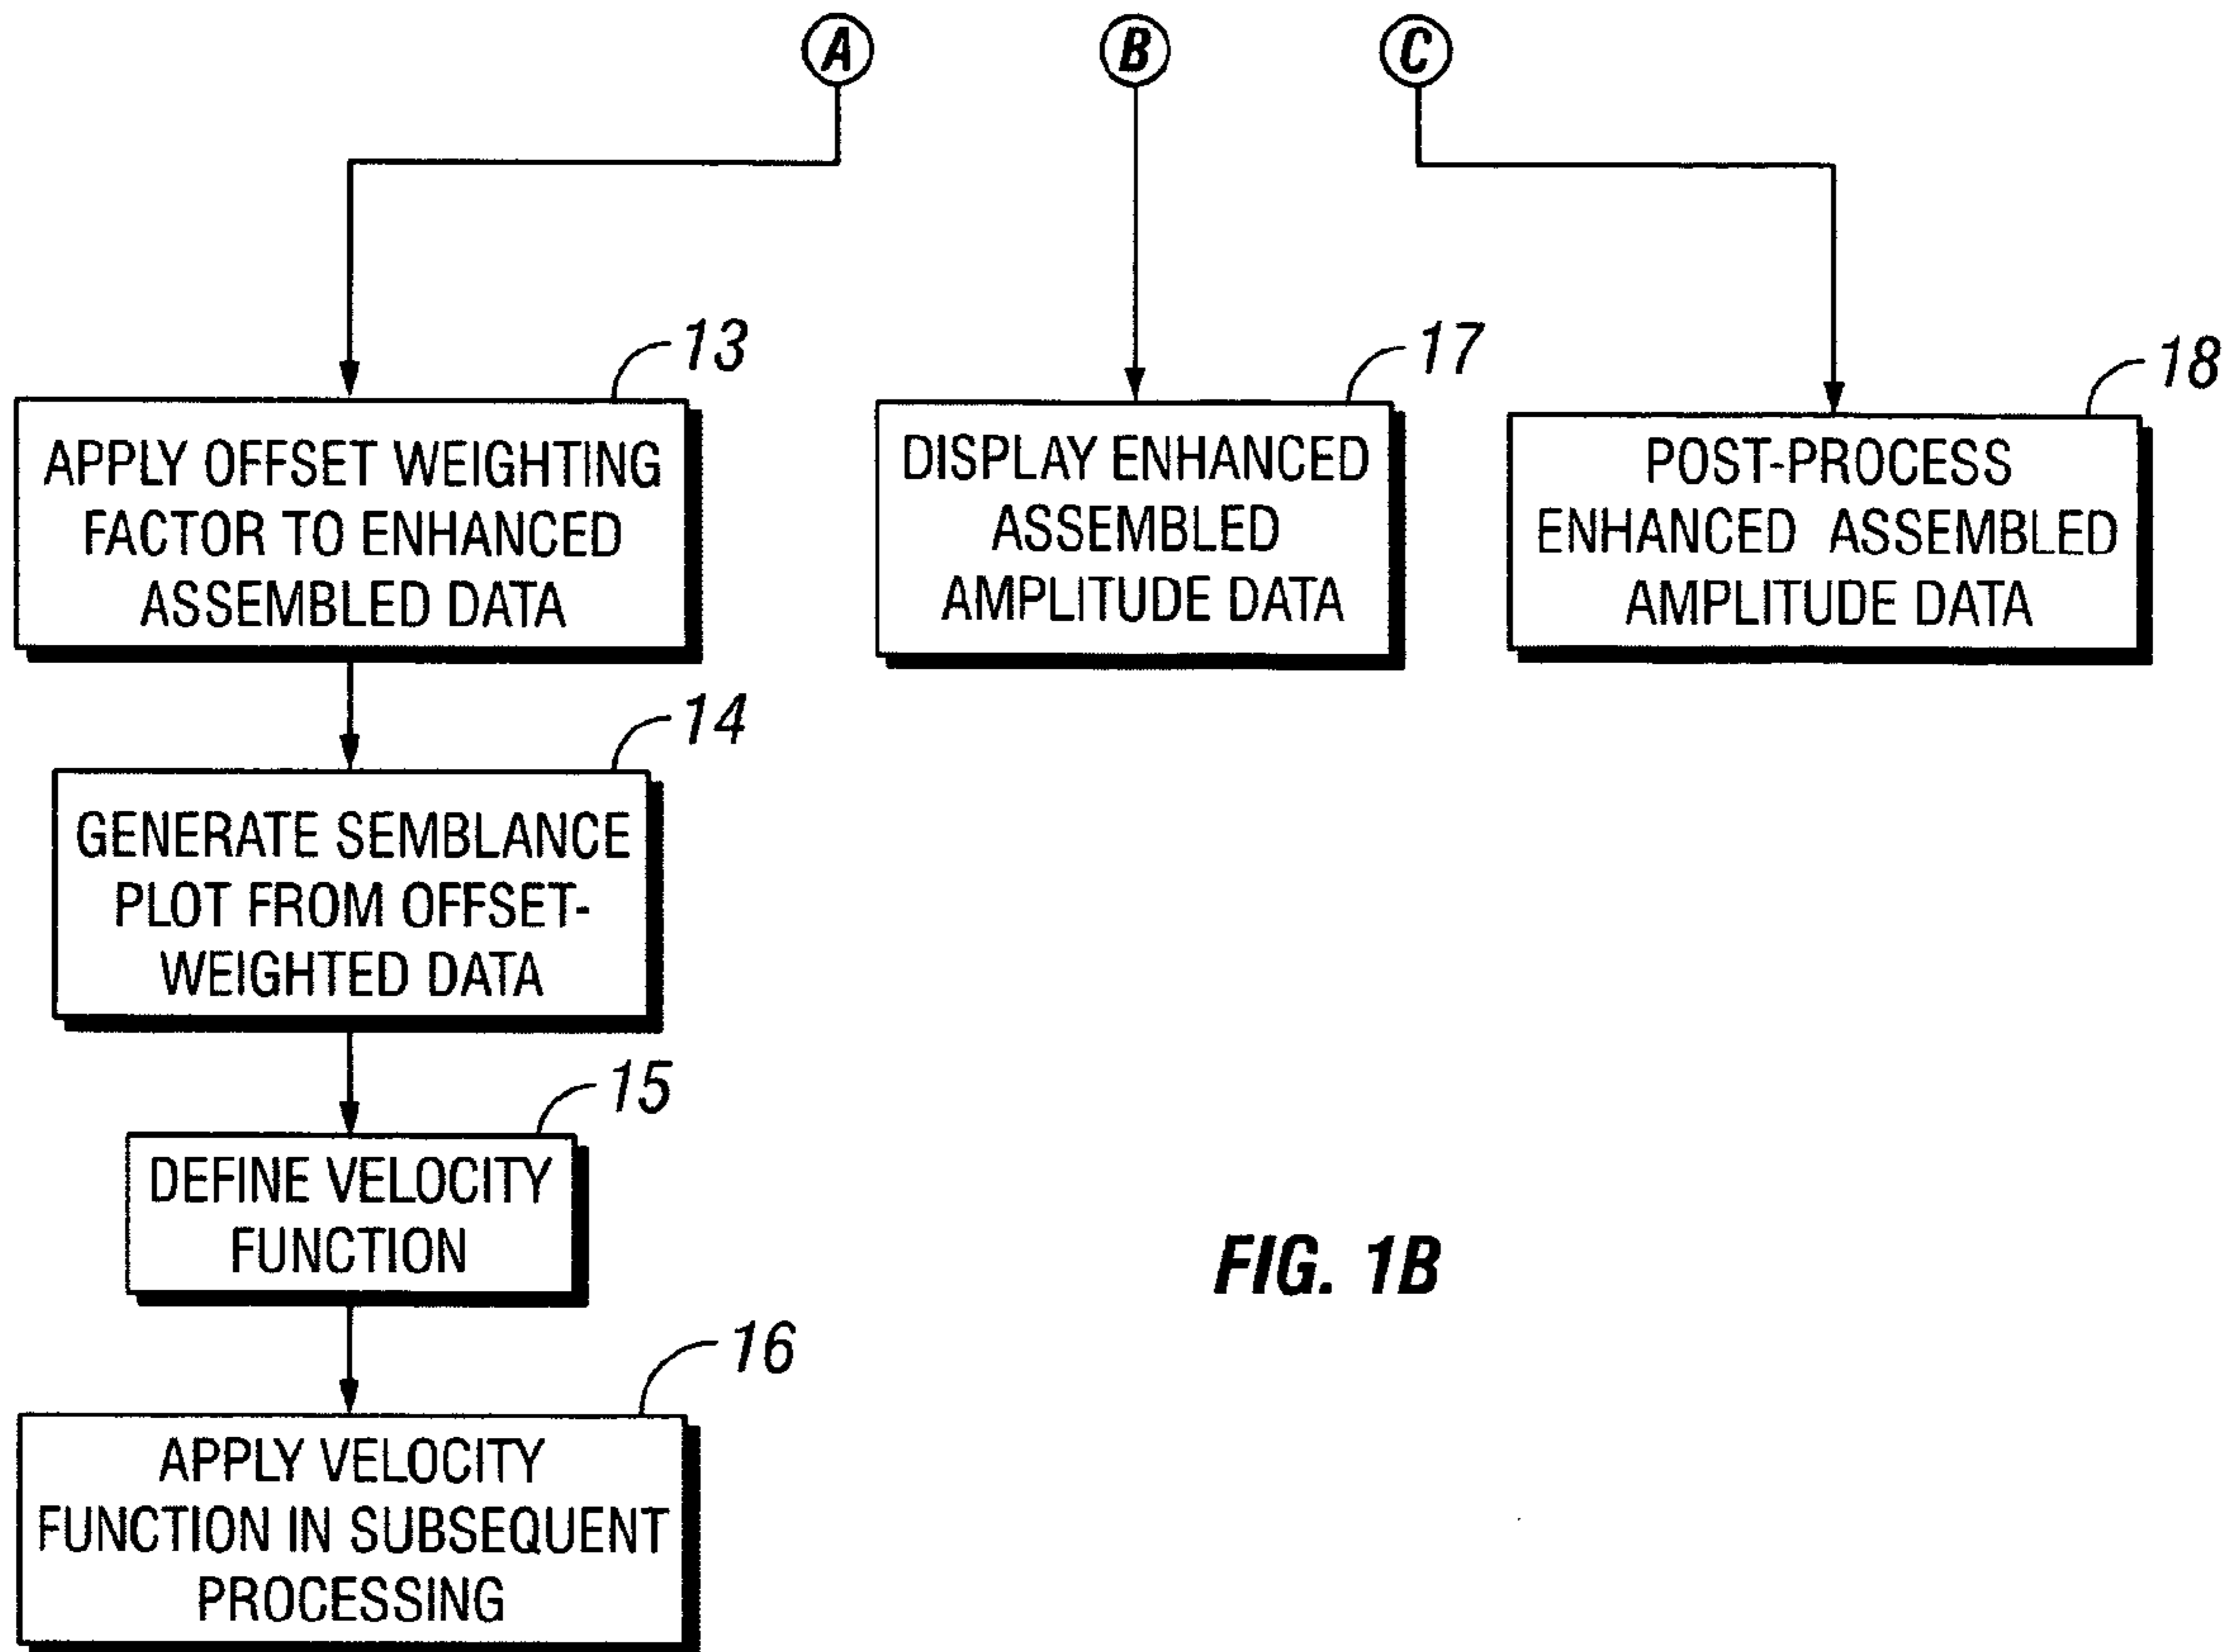 A
B
C
13
APPLY OFFSET WEIGHTING
FACTOR TO ENHANCED
ASSEMBLED DATA
17
DISPLAY ENHANCED
ASSEMBLED
AMPLITUDE DATA
18
POST-PROCESS
ENHANCED ASSEMBLED
AMPLITUDE DATA
14
GENERATE SEMBLANCE
PLOT FROM OFFSET-
WEIGHTED DATA
15
DEFINE VELOCITY
FUNCTION
16
APPLY VELOCITY
FUNCTION IN SUBSEQUENT
PROCESSING
FIG. 1B